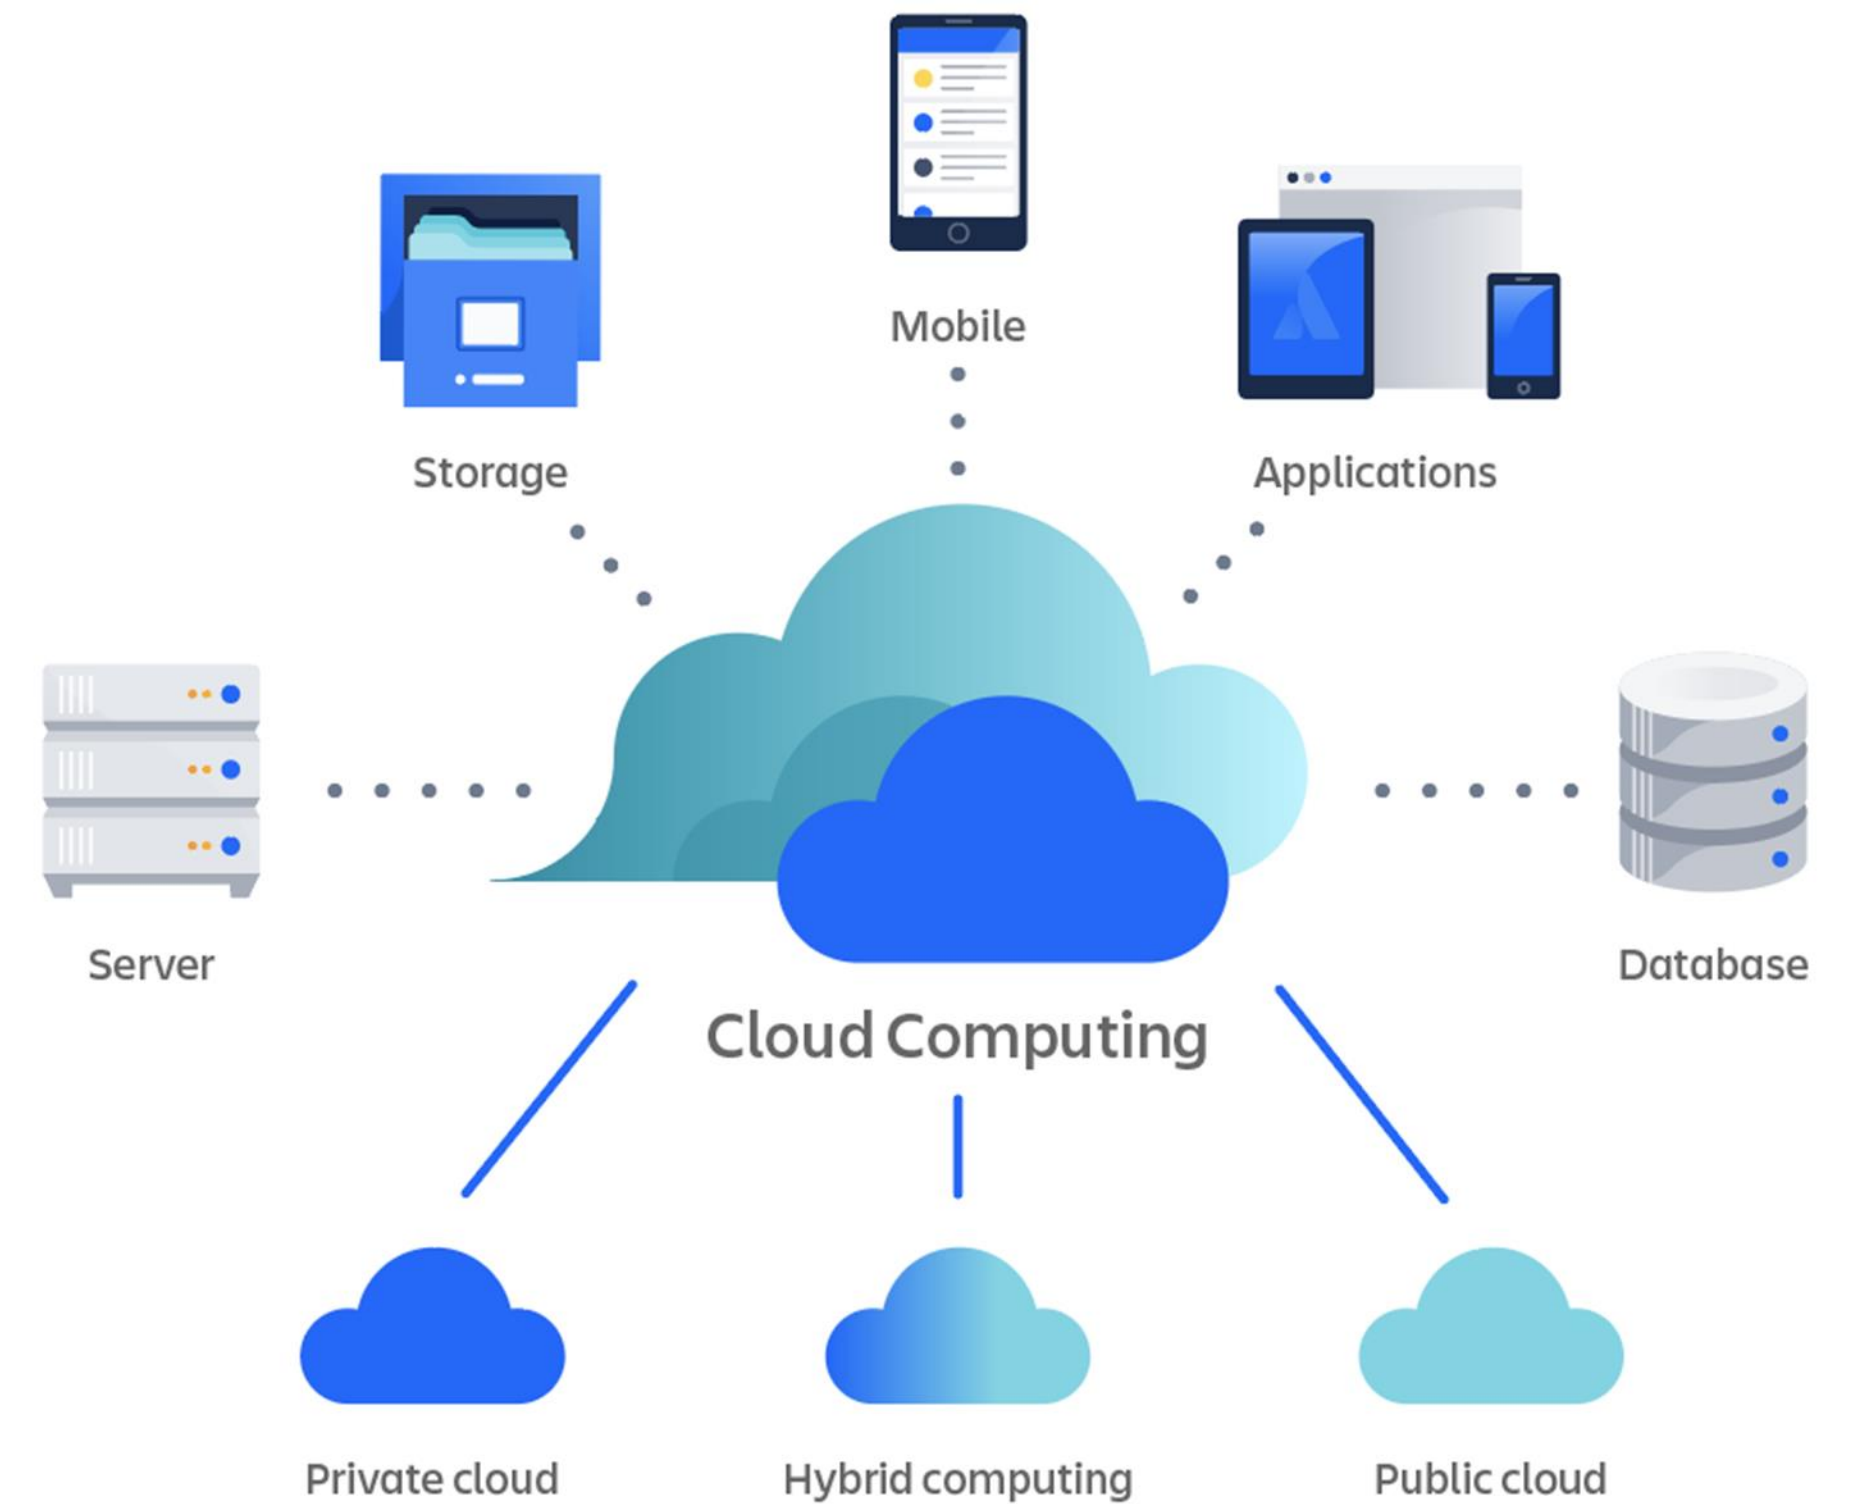 Mobile
Storage
Applications
Server
Database
Cloud Computing
Private cloud
Hybrid computing
Public cloud